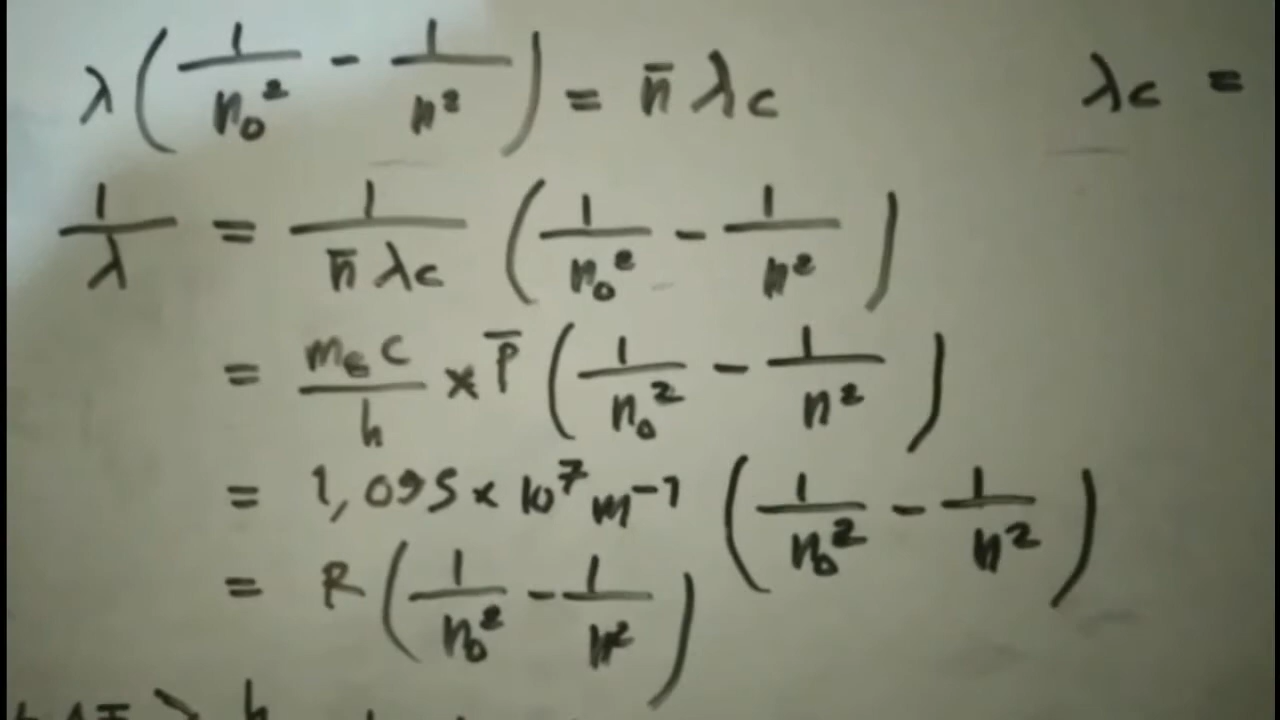 λ(1/n₀² - 1/n²) = n̄ λc λc =
1/λ = 1/(n̄ λc) (1/n₀² - 1/n²)
= mₑc/h × P̄ (1/n₀² - 1/n²)
= 1,095 × 10⁷ m⁻¹ (1/n₀² - 1/n²)
= R(1/n₀² - 1/n²)